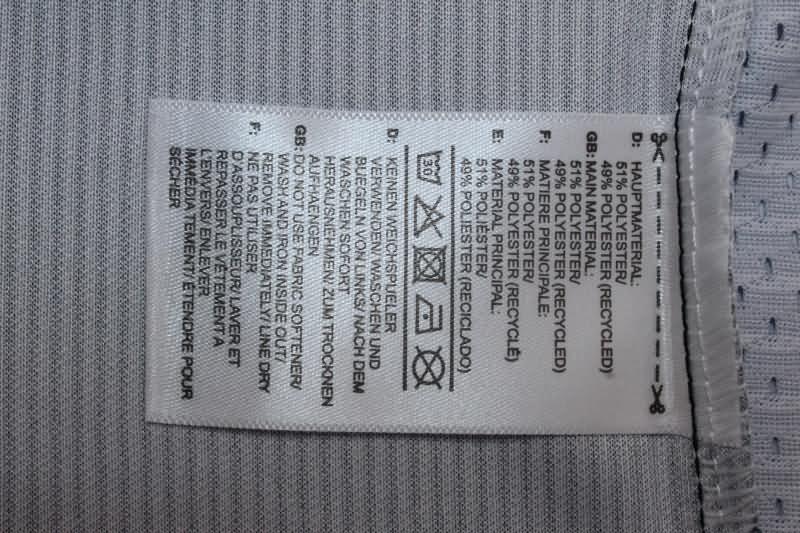 D: HAUPTMATERIAL:
51% POLYESTER/
49% POLYESTER (RECYCLED)
GB: MAIN MATERIAL:
51% POLYESTER/
49% POLYESTER (RECYCLED)
F: MATIERE PRINCIPALE:
51% POLYESTER/
49% POLYESTER (RECYCLÉ)
E: MATERIAL PRINCIPAL:
51% POLIÉSTER/
49% POLIÉSTER (RECICLADO)
30
D: KEINEN WEICHSPUELER
VERWENDEN/ WASCHEN UND
BUEGELN VON LINKS/ NACH DEM
WASCHEN SOFORT
HERAUSNEHMEN/ ZUM TROCKNEN
AUFHAENGEN
GB: DO NOT USE FABRIC SOFTENER/
WASH AND IRON INSIDE OUT/
REMOVE IMMEDIATELY/ LINE DRY
F: NE PAS UTILISER
D'ASSOUPLISSEUR/ LAVER ET
REPASSER LE VÊTEMENT A
L'ENVERS/ ENLEVER
IMMÉDIATEMENT/ ÉTENDRE POUR
SÉCHER